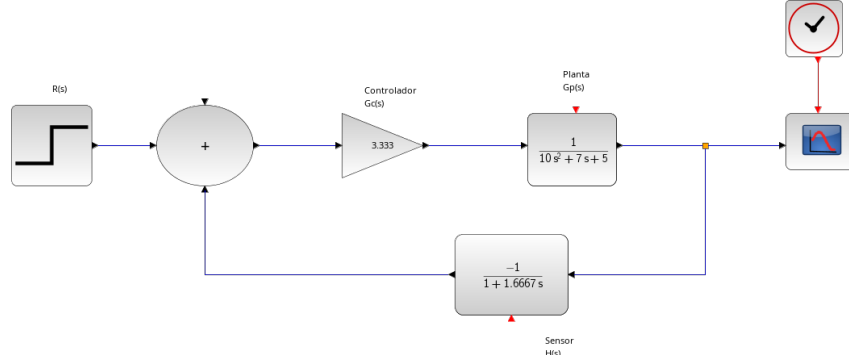 R(s)
+
Controlador
Gc(s)
3.333
Planta
Gp(s)
1
10 s² + 7 s + 5
−1
1 + 1.6667 s
Sensor
H(s)